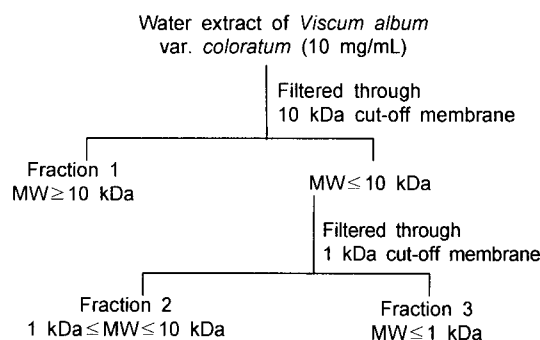 Water extract of Viscum album
var. coloratum (10 mg/mL)
Filtered through
10 kDa cut-off membrane
Fraction 1
MW≥10 kDa
MW≤10 kDa
Filtered through
1 kDa cut-off membrane
Fraction 2
1 kDa≤MW≤10 kDa
Fraction 3
MW≤1 kDa